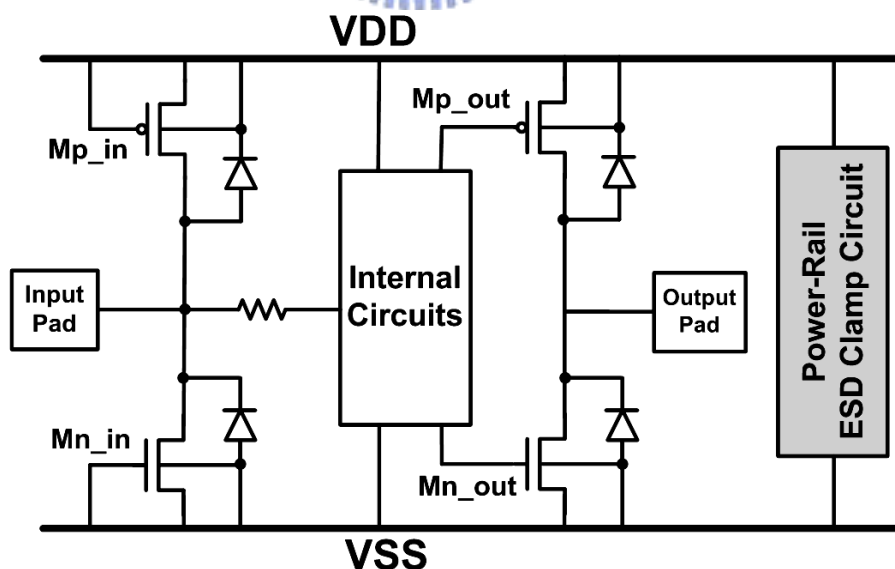 VDD
Mp_in
Mp_out
Input
Pad
Internal
Circuits
Output
Pad
Power-Rail
ESD Clamp Circuit
Mn_in
Mn_out
VSS